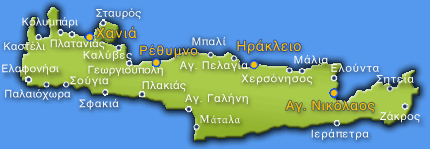 Σταυρός
Κολυμπάρι
Χανιά
Πλατανιάς
Καστέλι
Καλύβες
Ρέθυμνο
Μπαλί
Ηράκλειο
Αγ. Πελαγία
Μάλια
Ελούντα
Ελαφονήσι
Γεωργιούπολη
Χερσόνησος
Σητεία
Παλαιόχωρα
Σούγια
Πλακιάς
Σφακιά
Αγ. Γαλήνη
Αγ. Νικόλαος
Ζάκρος
Μάταλα
Ιεράπετρα